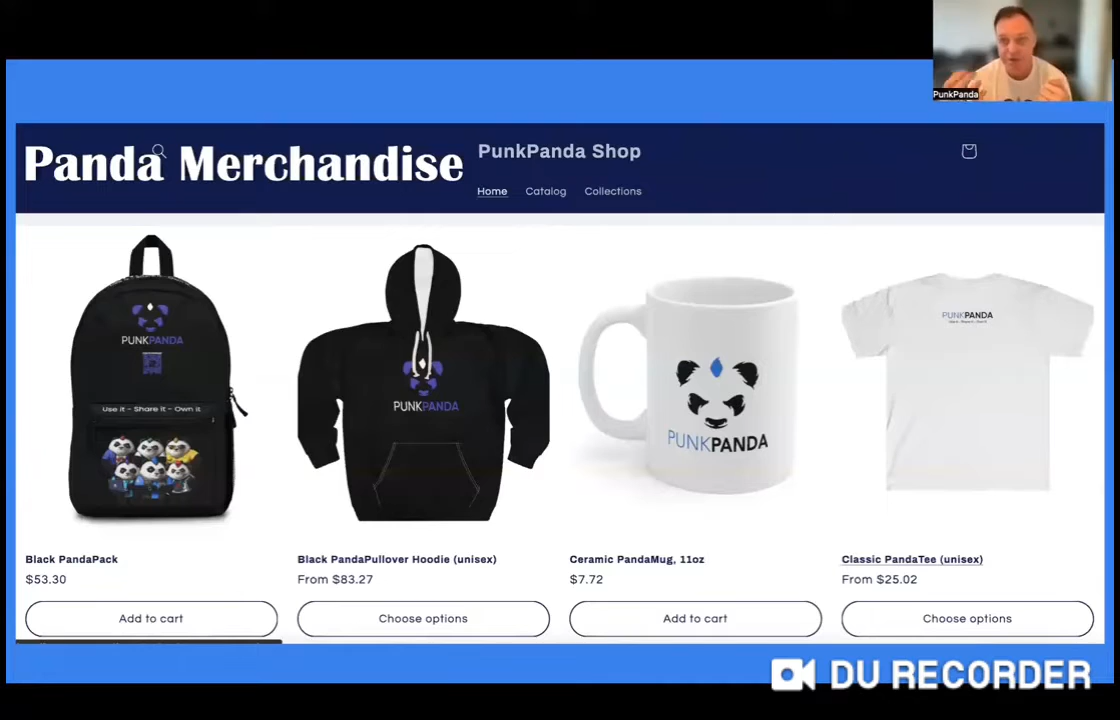 PunkPanda
Panda Merchandise
PunkPanda Shop
Home Catalog Collections
PUNKPANDA
Use it - Share it - Own it
PUNKPANDA
PUNKPANDA
PUNKPANDA
Black PandaPack
$53.30
Add to cart
Black PandaPullover Hoodie (unisex)
From $83.27
Choose options
Ceramic PandaMug, 11oz
$7.72
Add to cart
Classic PandaTee (unisex)
From $25.02
Choose options
DU RECORDER